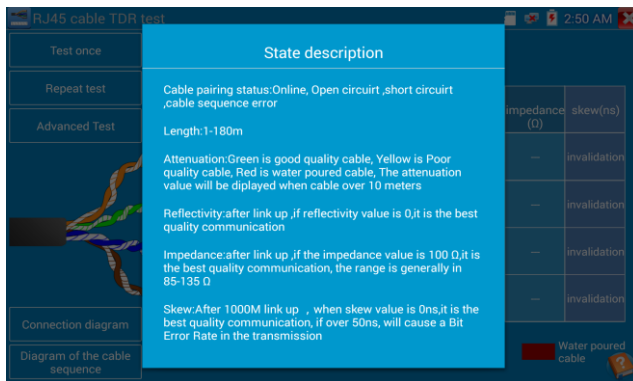 RJ45 cable TDR test
2:50 AM
Test once
Repeat test
Advanced Test
Connection diagram
Diagram of the cable
sequence
State description
Cable pairing status:Online, Open circuirt ,short circuirt
,cable sequence error
Length:1-180m
Attenuation:Green is good quality cable, Yellow is Poor
quality cable, Red is water poured cable, The attenuation
value will be diplayed when cable over 10 meters
Reflectivity:after link up ,if reflectivity value is 0,it is the best
quality communication
Impedance:after link up ,if the impedance value is 100 Ω,it is
the best quality communication, the range is generally in
85-135 Ω
Skew:After 1000M link up , when skew value is 0ns,it is the
best quality communication, if over 50ns, will cause a Bit
Error Rate in the transmission
impedance
(Ω)
skew(ns)
--- invalidation
--- invalidation
--- invalidation
--- invalidation
Water poured
cable